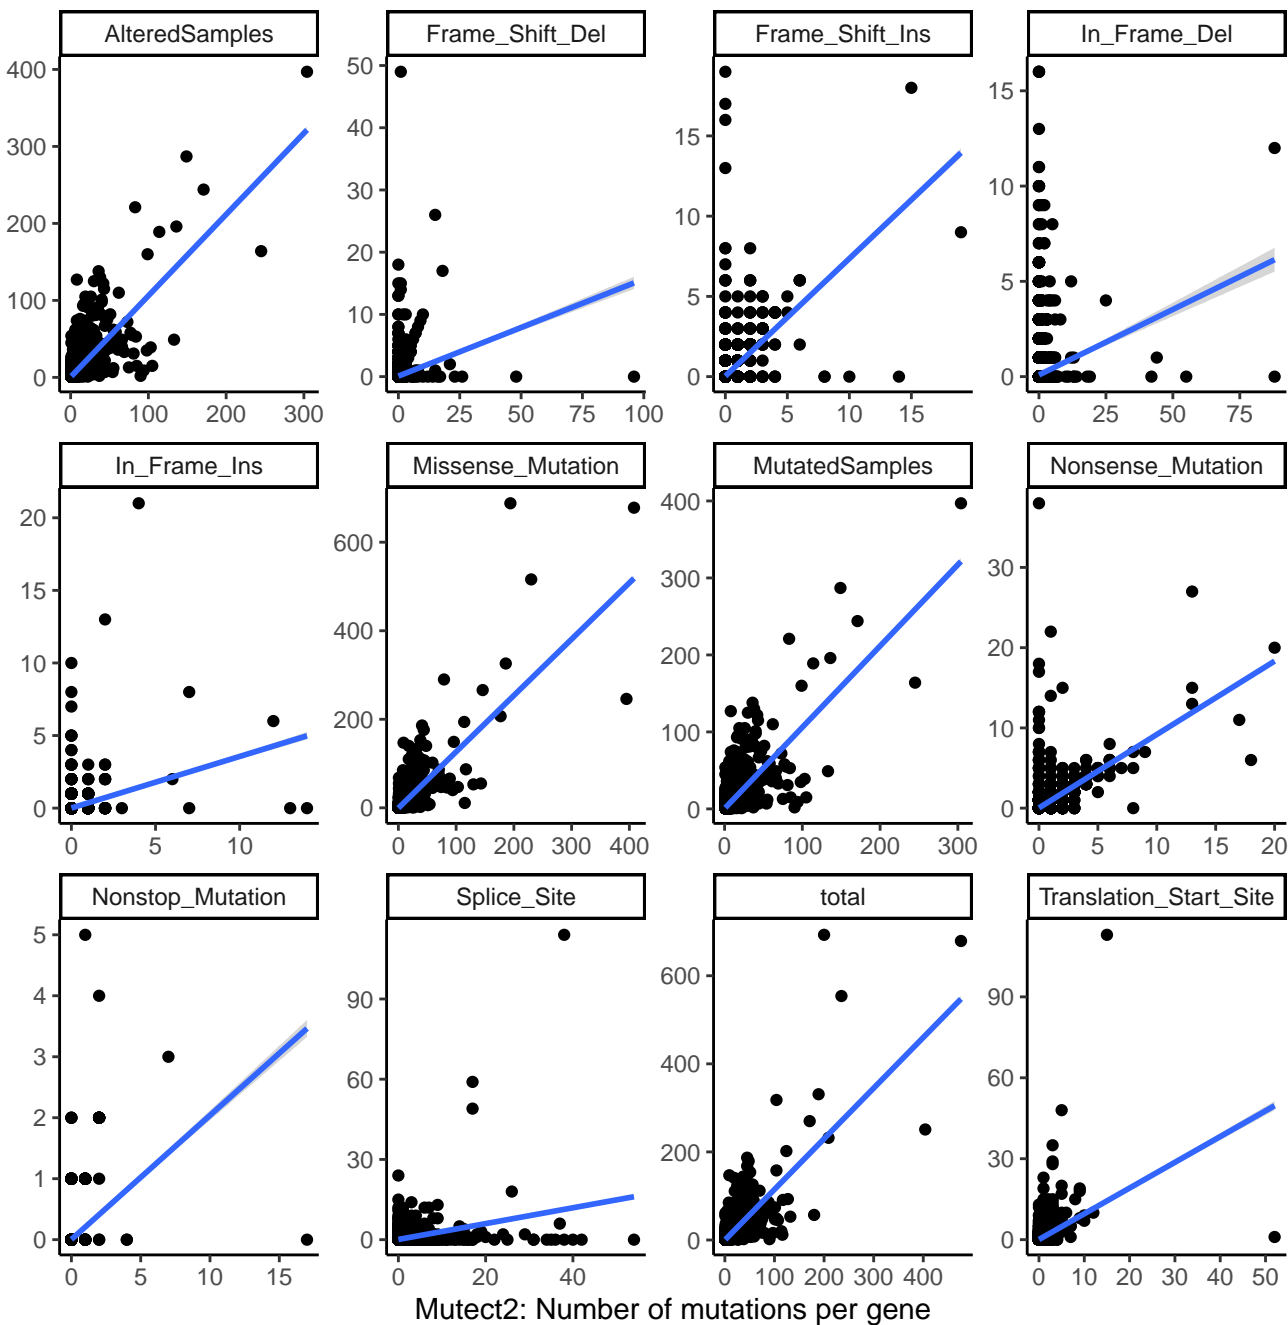 AlteredSamples
Frame_Shift_Del
Frame_Shift_Ins
In_Frame_Del
400
300
200
100
0
0 100 200 300
50
40
30
20
10
0
0 25 50 75 100
15
10
5
0
0 5 10 15
15
10
5
0
0 25 50 75
In_Frame_Ins
Missense_Mutation
MutatedSamples
Nonsense_Mutation
20
15
10
5
0
0 5 10
600
400
200
0
0 100 200 300 400
400
300
200
100
0
0 100 200 300
30
20
10
0
0 5 10 15 20
Nonstop_Mutation
Splice_Site
total
Translation_Start_Site
5
4
3
2
1
0
0 5 10 15
90
60
30
0
0 20 40
600
400
200
0
0 100 200 300 400
90
60
30
0
0 10 20 30 40 50
Mutect2: Number of mutations per gene